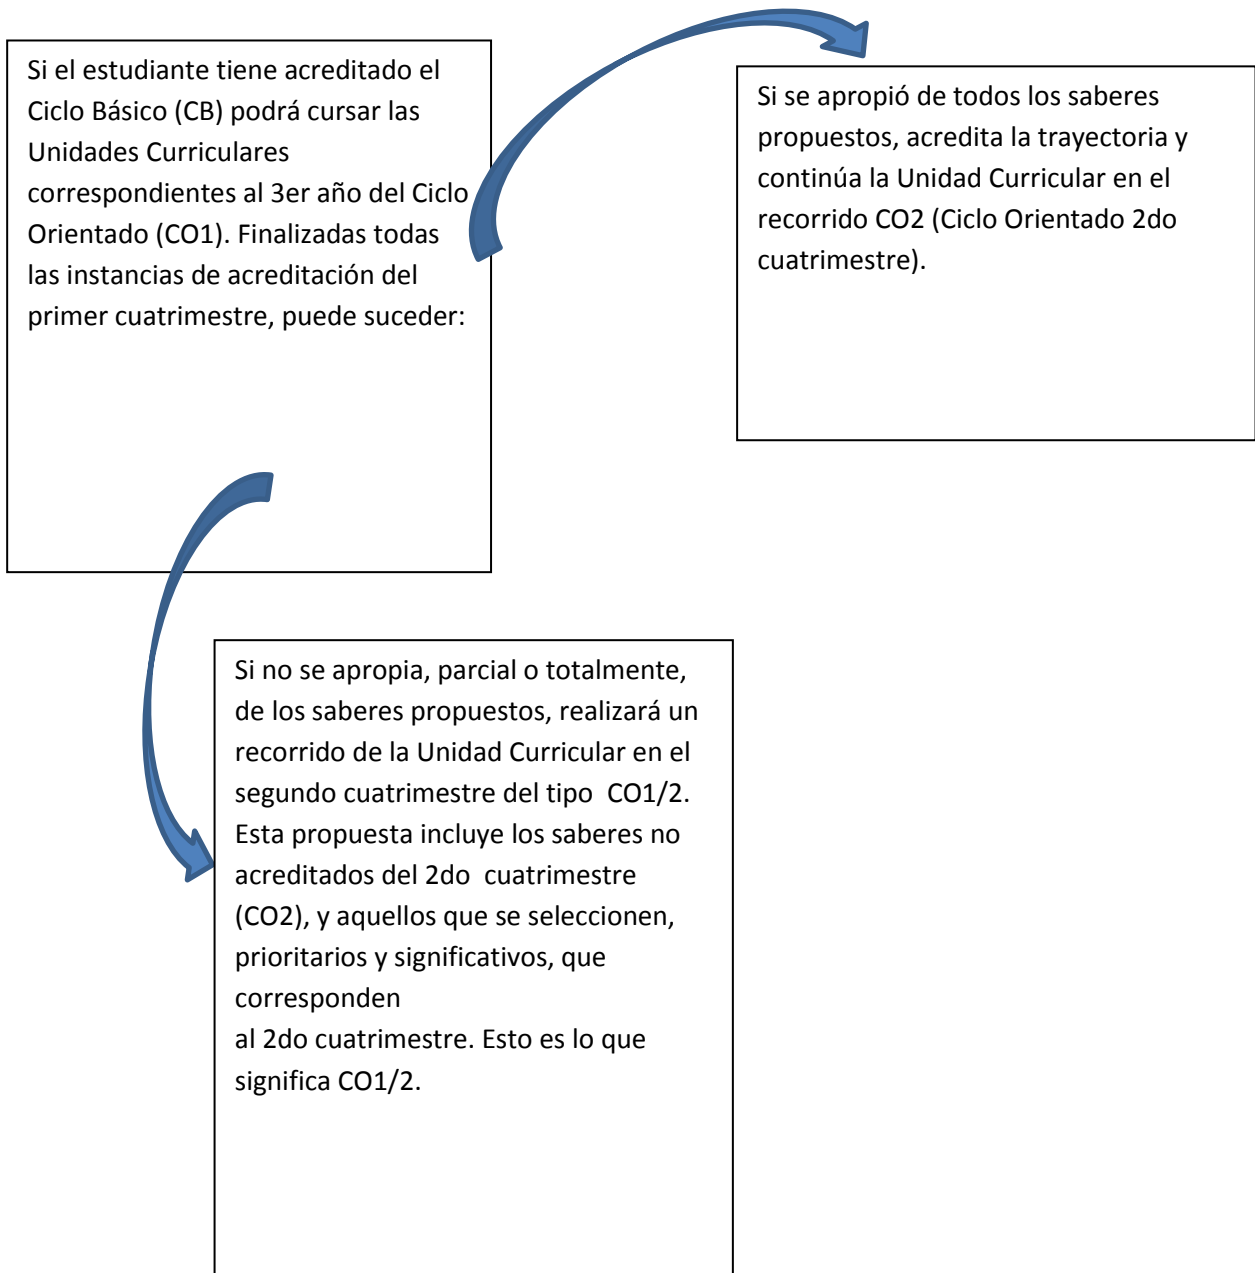 Si el estudiante tiene acreditado el
Ciclo Básico (CB) podrá cursar las
Unidades Curriculares
correspondientes al 3er año del Ciclo
Orientado (CO1). Finalizadas todas
las instancias de acreditación del
primer cuatrimestre, puede suceder:
Si se apropió de todos los saberes
propuestos, acredita la trayectoria y
continúa la Unidad Curricular en el
recorrido CO2 (Ciclo Orientado 2do
cuatrimestre).
Si no se apropia, parcial o totalmente,
de los saberes propuestos, realizará un
recorrido de la Unidad Curricular en el
segundo cuatrimestre del tipo  CO1/2.
Esta propuesta incluye los saberes no
acreditados del 2do  cuatrimestre
(CO2), y aquellos que se seleccionen,
prioritarios y significativos, que
corresponden
al 2do cuatrimestre. Esto es lo que
significa CO1/2.